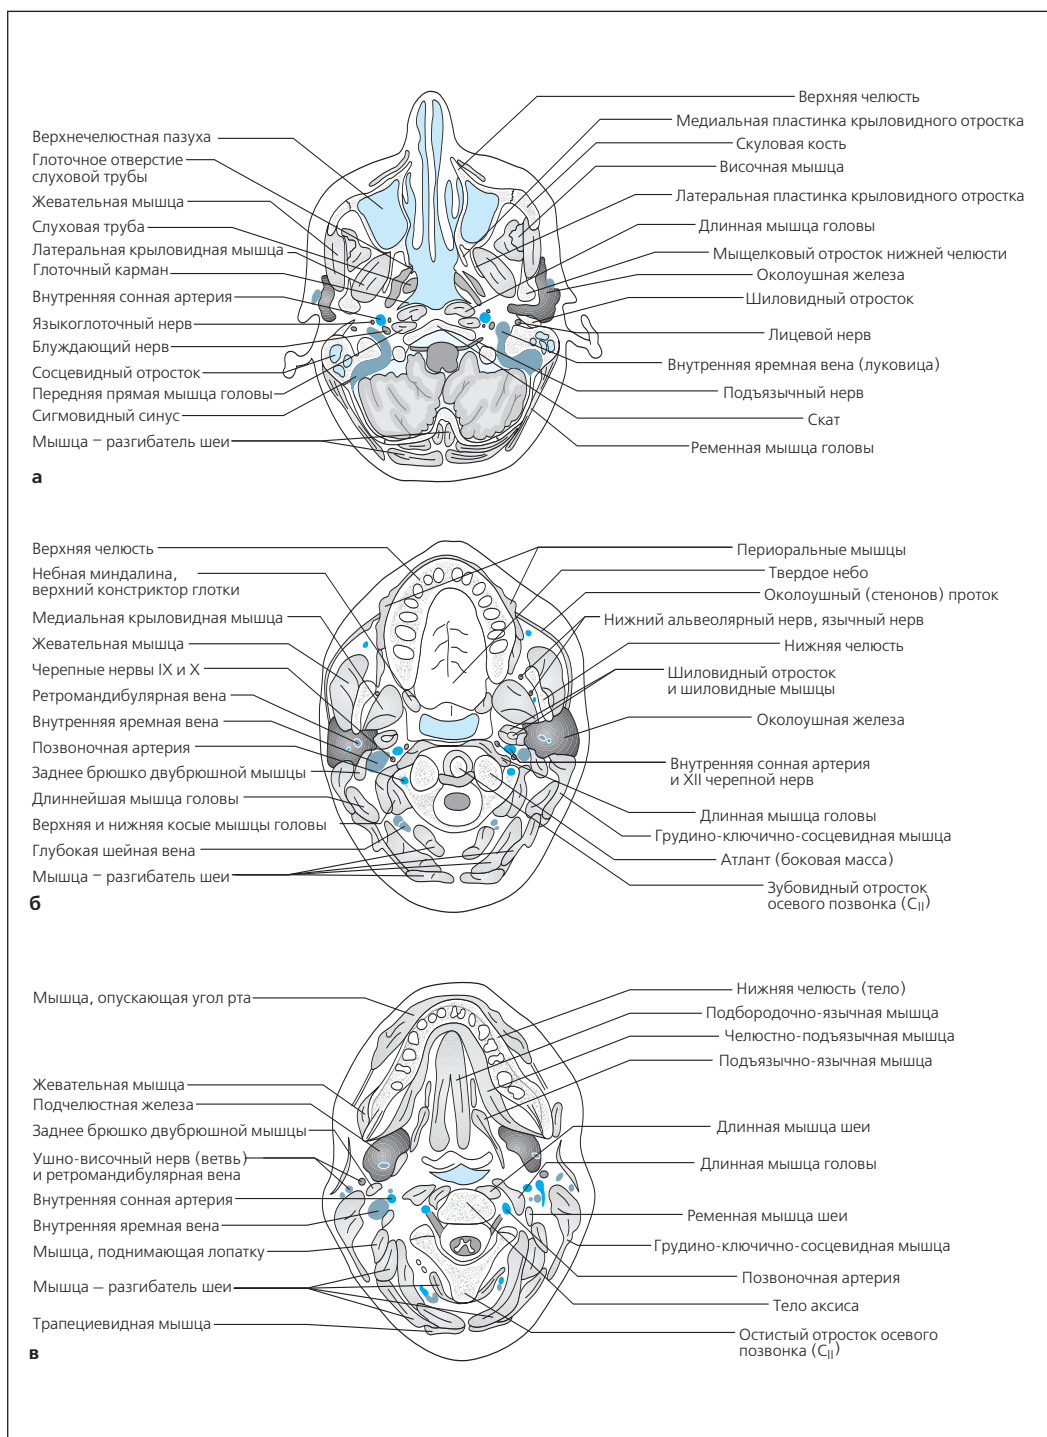 Верхнечелюстная пазуха
Глоточное отверстие
слуховой трубы
Жевательная мышца
Слуховая труба
Латеральная крыловидная мышца
Глоточный карман
Внутренняя сонная артерия
Языкоглоточный нерв
Блуждающий нерв
Сосцевидный отросток
Передняя прямая мышца головы
Сигмовидный синус
Мышца – разгибатель шеи
Верхняя челюсть
Медиальная пластинка крыловидного отростка
Скуловая кость
Височная мышца
Латеральная пластинка крыловидного отростка
Длинная мышца головы
Мыщелковый отросток нижней челюсти
Околоушная железа
Шиловидный отросток
Лицевой нерв
Внутренняя яремная вена (луковица)
Подъязычный нерв
Скат
Ременная мышца головы
а
Верхняя челюсть
Небная миндалина,
верхний констриктор глотки
Медиальная крыловидная мышца
Жевательная мышца
Черепные нервы IX и X
Ретромандибулярная вена
Внутренняя яремная вена
Позвоночная артерия
Заднее брюшко двубрюшной мышцы
Длиннейшая мышца головы
Верхняя и нижняя косые мышцы головы
Глубокая шейная вена
Мышца – разгибатель шеи
Периоральные мышцы
Твердое небо
Околоушный (стенонов) проток
Нижний альвеолярный нерв, язычный нерв
Нижняя челюсть
Шиловидный отросток
и шиловидные мышцы
Околоушная железа
Внутренняя сонная артерия
и XII черепной нерв
Длинная мышца головы
Грудино-ключично-сосцевидная мышца
Атлант (боковая масса)
Зубовидный отросток
осевого позвонка (CII)
б
Мышца, опускающая угол рта
Жевательная мышца
Подчелюстная железа
Заднее брюшко двубрюшной мышцы
Ушно-височный нерв (ветвь)
и ретромандибулярная вена
Внутренняя сонная артерия
Внутренняя яремная вена
Мышца, поднимающая лопатку
Мышца – разгибатель шеи
Трапециевидная мышца
Нижняя челюсть (тело)
Подбородочно-язычная мышца
Челюстно-подъязычная мышца
Подъязычно-язычная мышца
Длинная мышца шеи
Длинная мышца головы
Ременная мышца шеи
Грудино-ключично-сосцевидная мышца
Позвоночная артерия
Тело аксиса
Остистый отросток осевого
позвонка (CII)
в